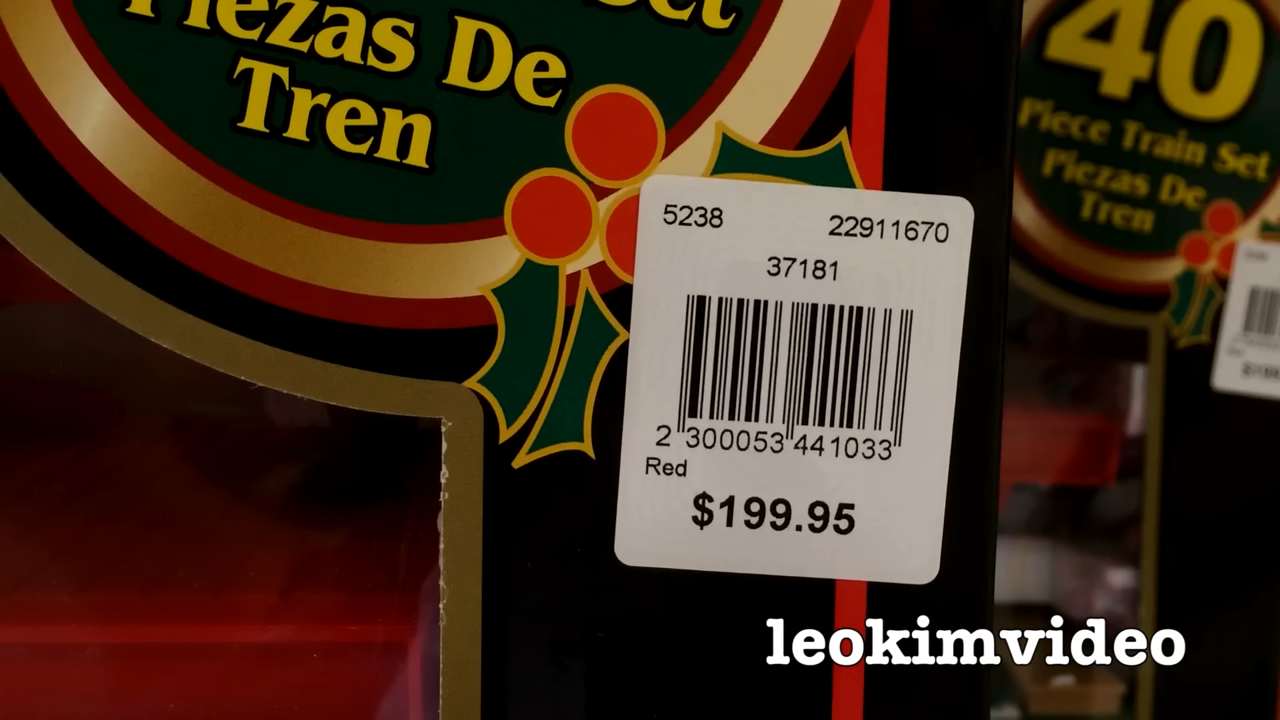 Set
Piezas De
Tren
40
Piece Train Set
Piezas De
Tren
5238 22911670
37181
2 300053 441033
Red
$199.95
leokimvideo